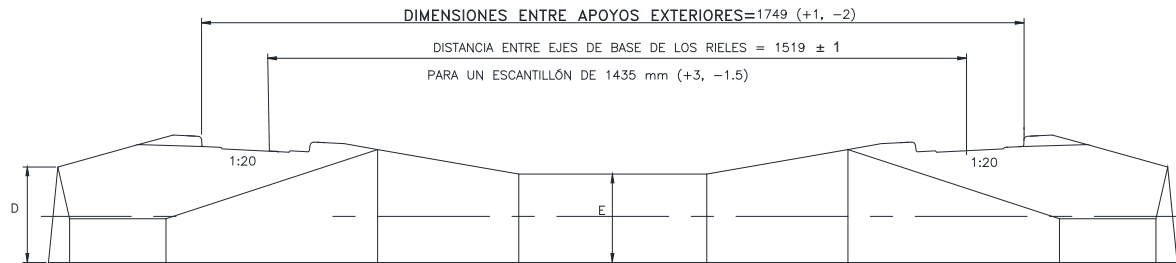 DIMENSIONES ENTRE APOYOS EXTERIORES=1749 (+1, -2)
DISTANCIA ENTRE EJES DE BASE DE LOS RIELES = 1519 ± 1
PARA UN ESCANTILLÓN DE 1435 mm (+3, -1.5)
1:20
1:20
D
E